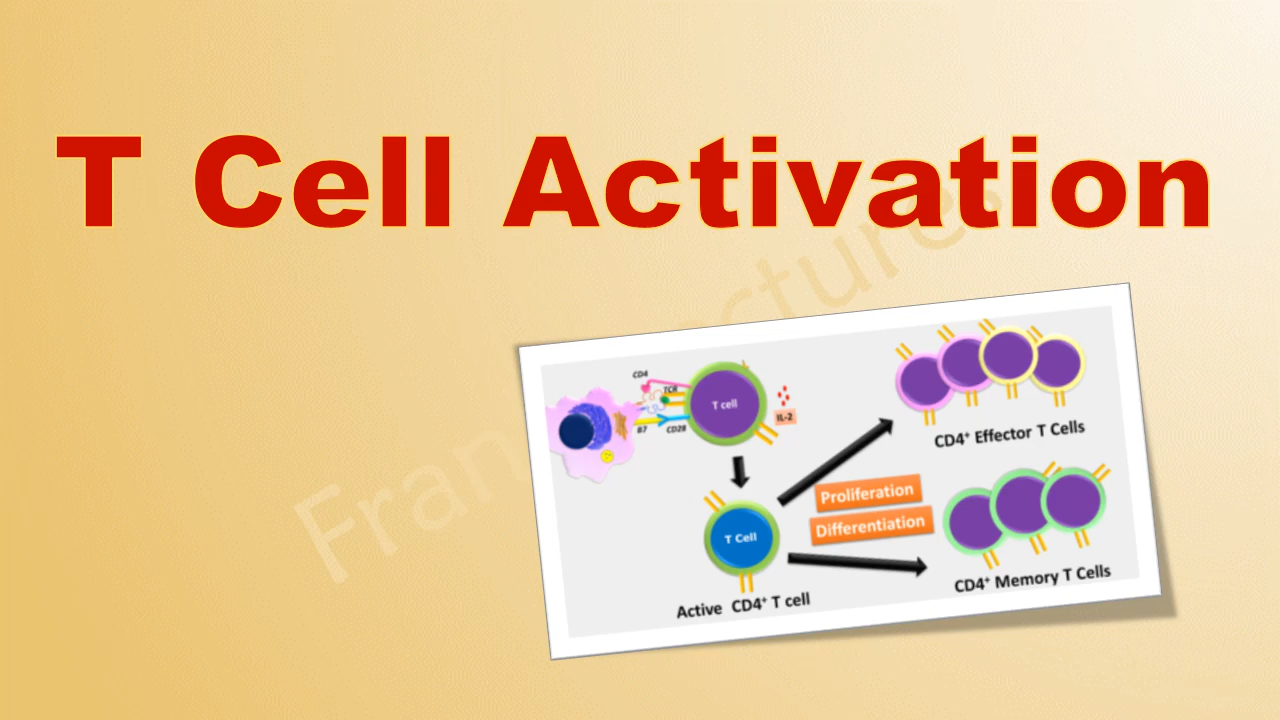 T Cell Activation
CD4
TCR
T cell
IL-2
B7
CD28
CD4⁺ Effector T Cells
Proliferation
Differentiation
T Cell
Active CD4⁺ T cell
CD4⁺ Memory T Cells